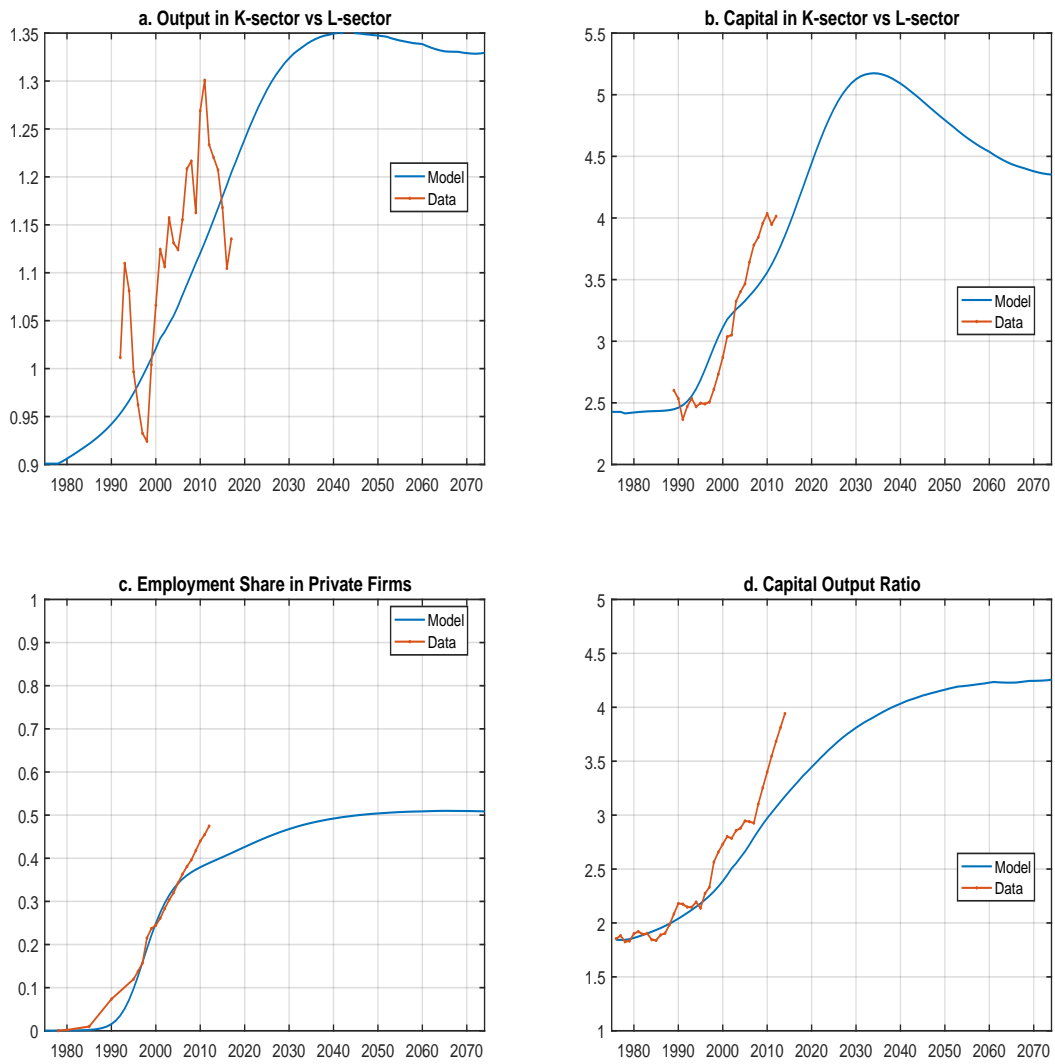 a. Output in K-sector vs L-sector
1.35
1.3
1.25
1.2
1.15
1.1
1.05
1
0.95
0.9
1980 1990 2000 2010 2020 2030 2040 2050 2060 2070
Model
Data
b. Capital in K-sector vs L-sector
5.5
5
4.5
4
3.5
3
2.5
2
1980 1990 2000 2010 2020 2030 2040 2050 2060 2070
Model
Data
c. Employment Share in Private Firms
1
0.9
0.8
0.7
0.6
0.5
0.4
0.3
0.2
0.1
0
1980 1990 2000 2010 2020 2030 2040 2050 2060 2070
Model
Data
d. Capital Output Ratio
5
4.5
4
3.5
3
2.5
2
1.5
1
1980 1990 2000 2010 2020 2030 2040 2050 2060 2070
Model
Data